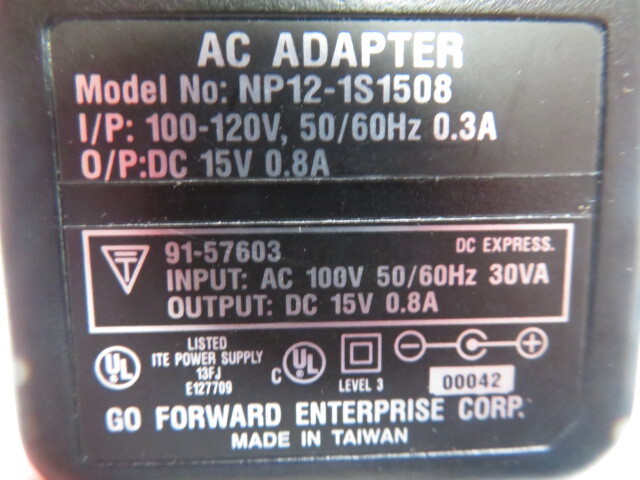 AC ADAPTER
Model No: NP12-1S1508
I/P: 100-120V, 50/60Hz 0.3A
O/P:DC 15V 0.8A
T 91-57603 DC EXPRESS.
INPUT: AC 100V 50/60Hz 30VA
OUTPUT: DC 15V 0.8A
UL LISTED
ITE POWER SUPPLY
13FJ
E127709
C UL
LEVEL 3
00042
GO FORWARD ENTERPRISE CORP.
MADE IN TAIWAN